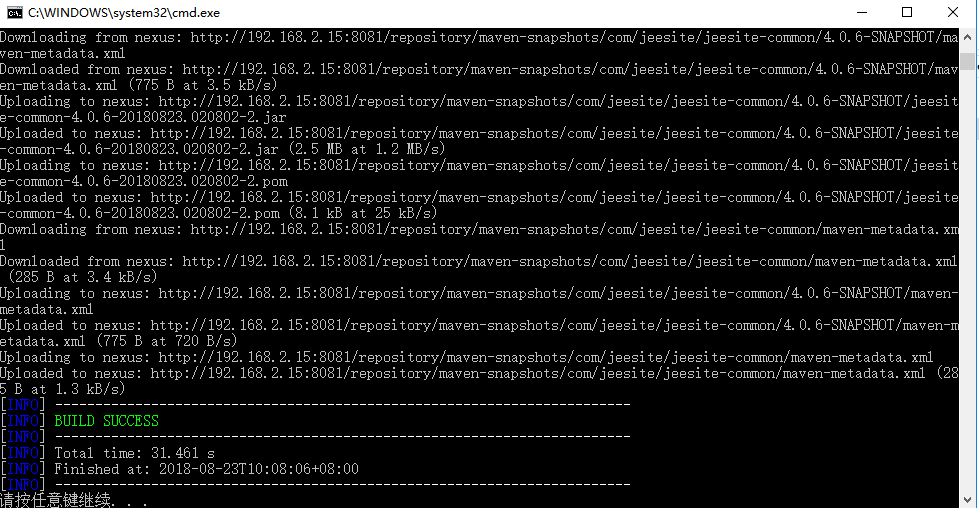 C:\WINDOWS\system32\cmd.exe
Downloading from nexus: http://192.168.2.15:8081/repository/maven-snapshots/com/jeesite/jeesite-common/4.0.6-SNAPSHOT/ma
ven-metadata.xml
Downloaded from nexus: http://192.168.2.15:8081/repository/maven-snapshots/com/jeesite/jeesite-common/4.0.6-SNAPSHOT/mav
en-metadata.xml (775 B at 3.5 kB/s)
Uploading to nexus: http://192.168.2.15:8081/repository/maven-snapshots/com/jeesite/jeesite-common/4.0.6-SNAPSHOT/jeesit
e-common-4.0.6-20180823.020802-2.jar
Uploaded to nexus: http://192.168.2.15:8081/repository/maven-snapshots/com/jeesite/jeesite-common/4.0.6-SNAPSHOT/jeesite
-common-4.0.6-20180823.020802-2.jar (2.5 MB at 1.2 MB/s)
Uploading to nexus: http://192.168.2.15:8081/repository/maven-snapshots/com/jeesite/jeesite-common/4.0.6-SNAPSHOT/jeesit
e-common-4.0.6-20180823.020802-2.pom
Uploaded to nexus: http://192.168.2.15:8081/repository/maven-snapshots/com/jeesite/jeesite-common/4.0.6-SNAPSHOT/jeesite
-common-4.0.6-20180823.020802-2.pom (8.1 kB at 25 kB/s)
Downloading from nexus: http://192.168.2.15:8081/repository/maven-snapshots/com/jeesite/jeesite-common/maven-metadata.xm
l
Downloaded from nexus: http://192.168.2.15:8081/repository/maven-snapshots/com/jeesite/jeesite-common/maven-metadata.xml
 (285 B at 3.4 kB/s)
Uploading to nexus: http://192.168.2.15:8081/repository/maven-snapshots/com/jeesite/jeesite-common/4.0.6-SNAPSHOT/maven-
metadata.xml
Uploaded to nexus: http://192.168.2.15:8081/repository/maven-snapshots/com/jeesite/jeesite-common/4.0.6-SNAPSHOT/maven-m
etadata.xml (775 B at 720 B/s)
Uploading to nexus: http://192.168.2.15:8081/repository/maven-snapshots/com/jeesite/jeesite-common/maven-metadata.xml
Uploaded to nexus: http://192.168.2.15:8081/repository/maven-snapshots/com/jeesite/jeesite-common/maven-metadata.xml (28
5 B at 1.3 kB/s)
[INFO] ------------------------------------------------------------------------
[INFO] BUILD SUCCESS
[INFO] ------------------------------------------------------------------------
[INFO] Total time: 31.461 s
[INFO] Finished at: 2018-08-23T10:08:06+08:00
[INFO] ------------------------------------------------------------------------
请按任意键继续. . .